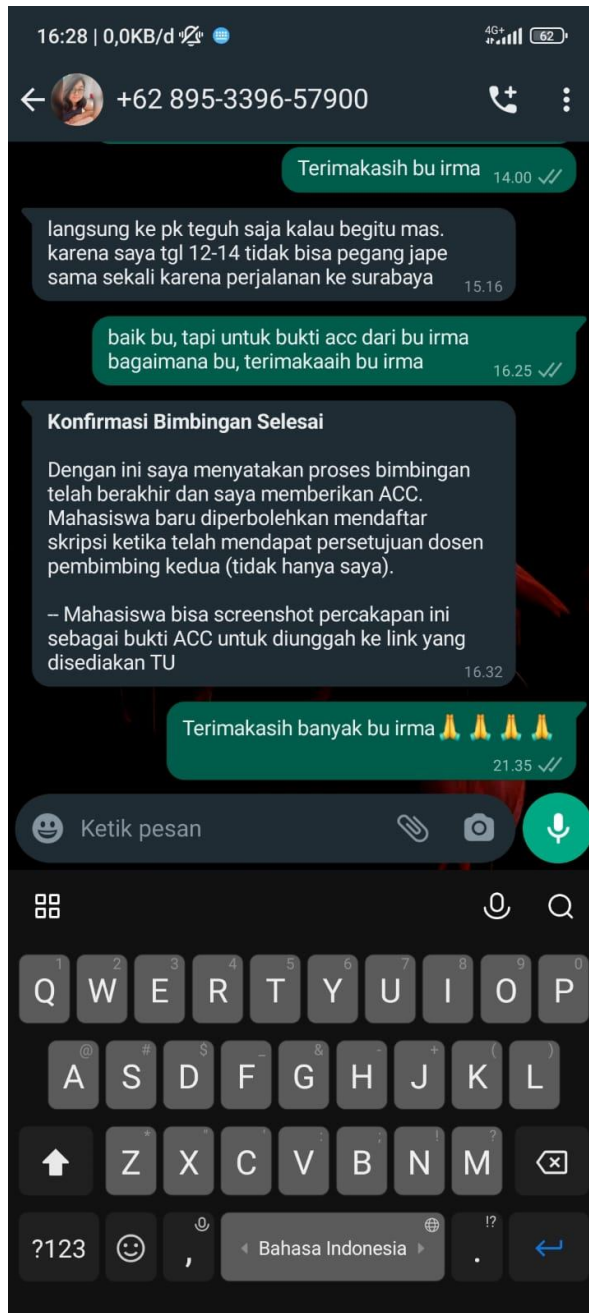 16:28 | 0,0KB/d
4G+
62
+62 895-3396-57900
Terimakasih bu irma 14.00
langsung ke pk teguh saja kalau begitu mas.
karena saya tgl 12-14 tidak bisa pegang jape
sama sekali karena perjalanan ke surabaya
15.16
baik bu, tapi untuk bukti acc dari bu irma
bagaimana bu, terimakaaih bu irma
16.25
Konfirmasi Bimbingan Selesai
Dengan ini saya menyatakan proses bimbingan
telah berakhir dan saya memberikan ACC.
Mahasiswa baru diperbolehkan mendaftar
skripsi ketika telah mendapat persetujuan dosen
pembimbing kedua (tidak hanya saya).
-- Mahasiswa bisa screenshot percakapan ini
sebagai bukti ACC untuk diunggah ke link yang
disediakan TU
16.32
Terimakasih banyak bu irma 🙏 🙏 🙏 🙏
21.35
Ketik pesan
1 2 3 4 5 6 7 8 9 0
Q W E R T Y U I O P
@ # $ _ & - + ( )
A S D F G H J K L
* " ' : ; ! ?
Z X C V B N M
?123 , Bahasa Indonesia . !?